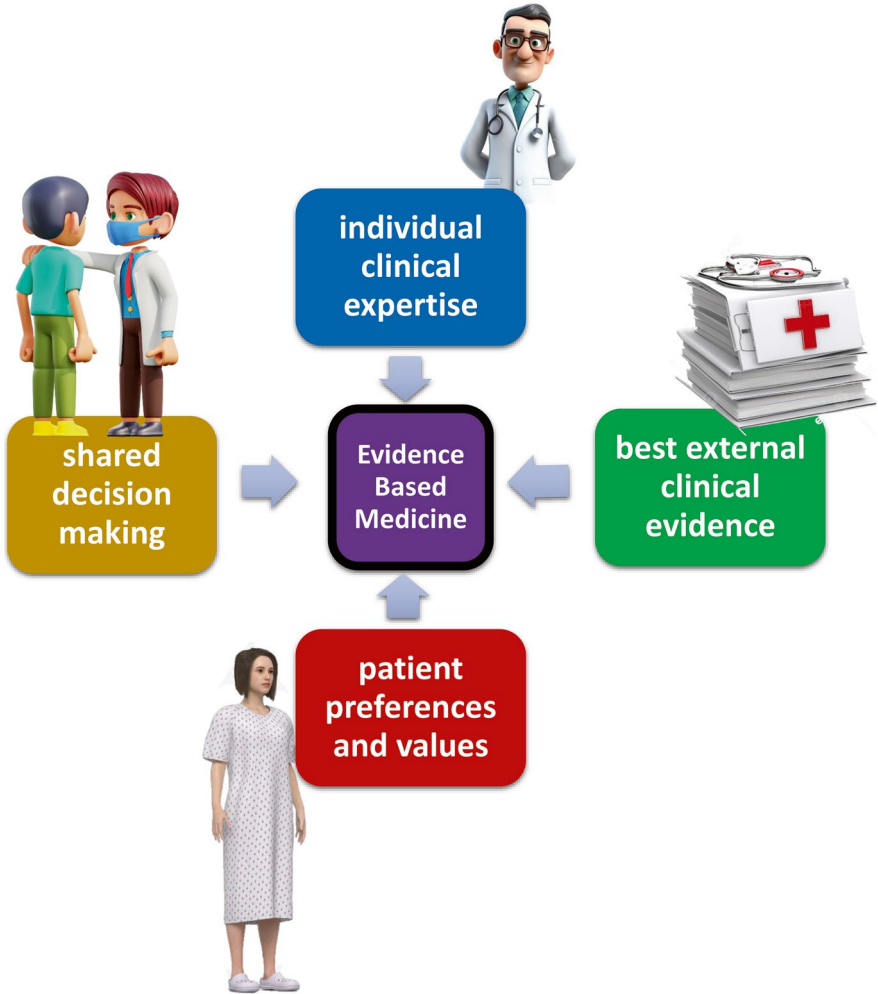 individual
clinical
expertise
shared
decision
making
Evidence
Based
Medicine
best external
clinical
evidence
patient
preferences
and values